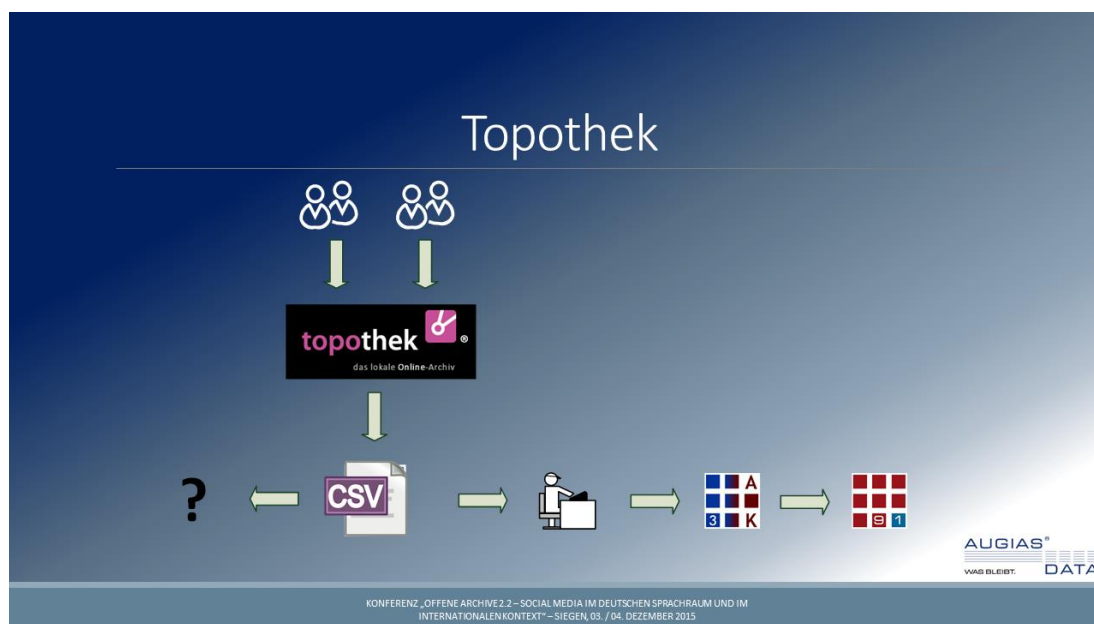 Topothek
topothek ®
das lokale Online-Archiv
?
CSV
A
3 K
9 1
AUGIAS®
WAS BLEIBT. DATA
KONFERENZ „OFFENE ARCHIVE 2.2 – SOCIAL MEDIA IM DEUTSCHEN SPRACHRAUM UND IM
INTERNATIONALEN KONTEXT“ – SIEGEN, 03. / 04. DEZEMBER 2015